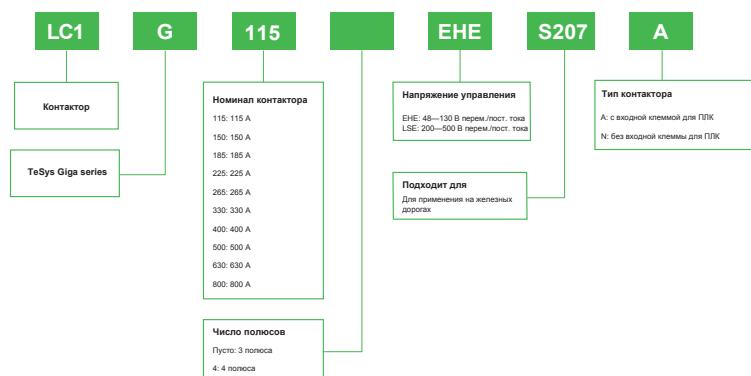 LC1
G
115
EHE
S207
A
Контактор
TeSys Giga series
Номинал контактора
115: 115 A
150: 150 A
185: 185 A
225: 225 A
265: 265 A
330: 330 A
400: 400 A
500: 500 A
630: 630 A
800: 800 A
Число полюсов
Пусто: 3 полюса
4: 4 полюса
Напряжение управления
EHE: 48—130 В перем./пост. тока
LSE: 200—500 В перем./пост. тока
Подходит для
Для применения на железных
дорогах
Тип контактора
A: с входной клеммой для ПЛК
N: без входной клеммы для ПЛК